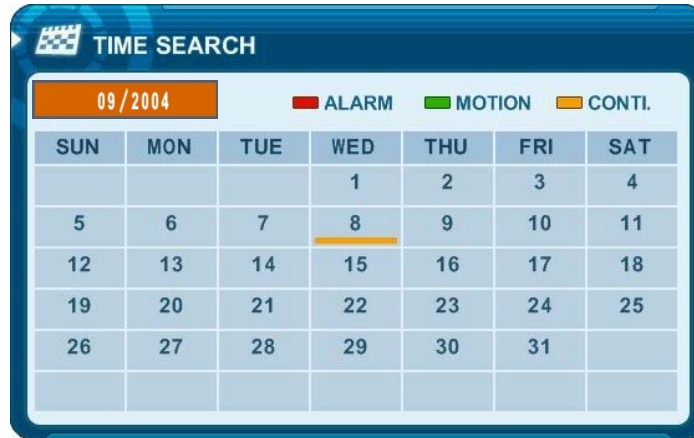 TIME SEARCH
09/2004 ALARM MOTION CONTI.
SUN MON TUE WED THU FRI SAT
1 2 3 4
5 6 7 8 9 10 11
12 13 14 15 16 17 18
19 20 21 22 23 24 25
26 27 28 29 30 31